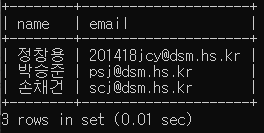 +--------+---------------------+
| name | email |
+--------+---------------------+
| 정창용 | 201418jcy@dsm.hs.kr |
| 박승준 | psj@dsm.hs.kr |
| 손채건 | scj@dsm.hs.kr |
+--------+---------------------+
3 rows in set (0.01 sec)